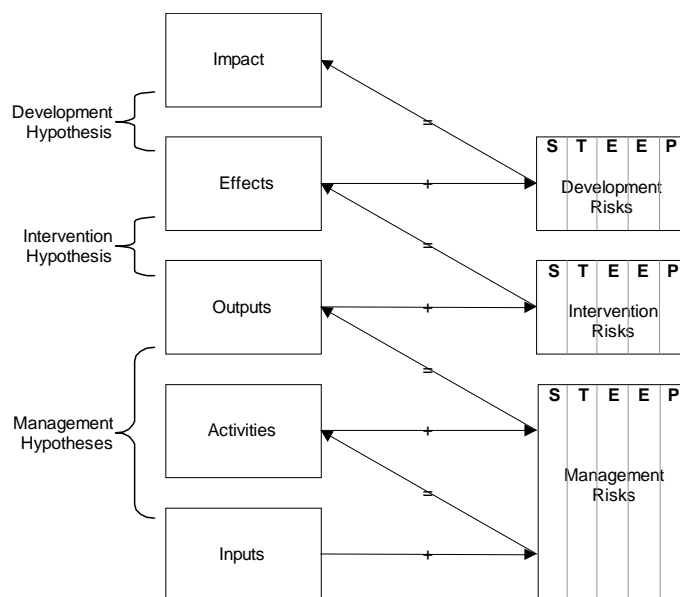 Impact
Development
Hypothesis
=
S T E E P
Effects
+
Development
Risks
Intervention
Hypothesis
=
S T E E P
Outputs
+
Intervention
Risks
=
S T E E P
Management
Hypotheses
Activities
+
Management
Risks
=
Inputs
+